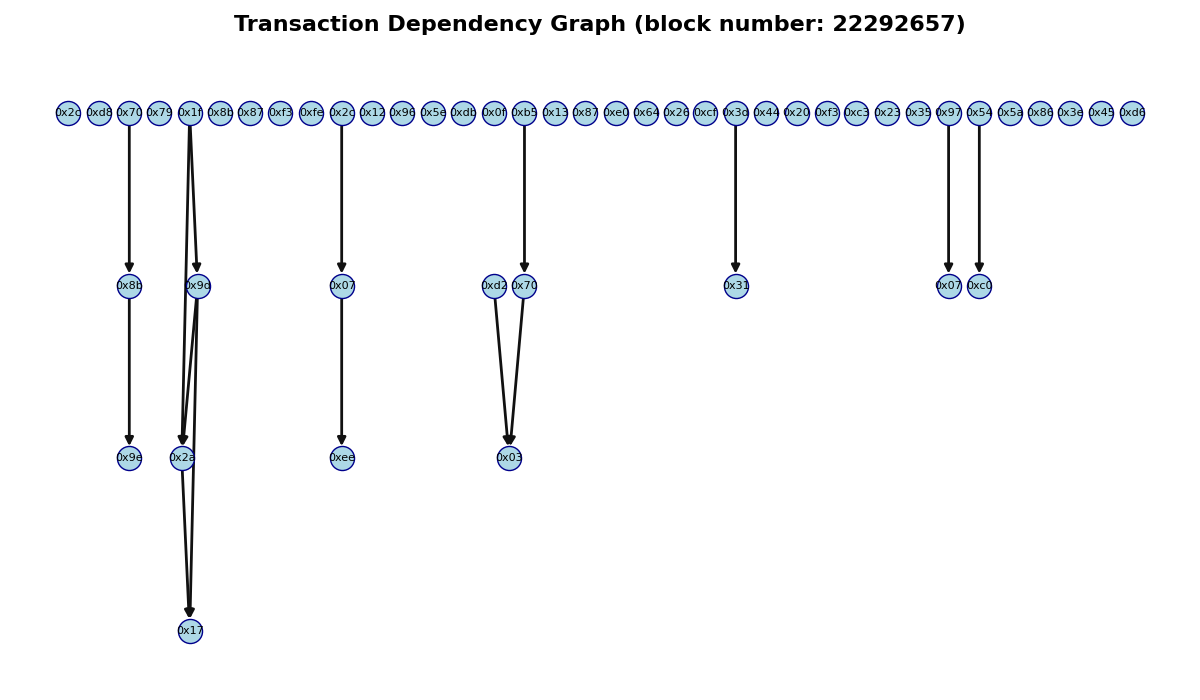 Transaction Dependency Graph (block number: 22292657)
0x2c 0xd8 0x70 0x79 0x1f 0x8b 0x87 0xf3 0xfe 0x2c 0x12 0x96 0x5e 0xdb 0x0f 0xb5 0x13 0x87 0xe0 0x64 0x26 0xcf 0x3d 0x44 0x20 0xf3 0xc3 0x23 0x35 0x97 0x54 0x5a 0x86 0x3e 0x45 0xd6
0x8b 0x9d 0x07 0xd2 0x70 0x31 0x07 0xc0
0x9e 0x2a 0xee 0x03
0x17